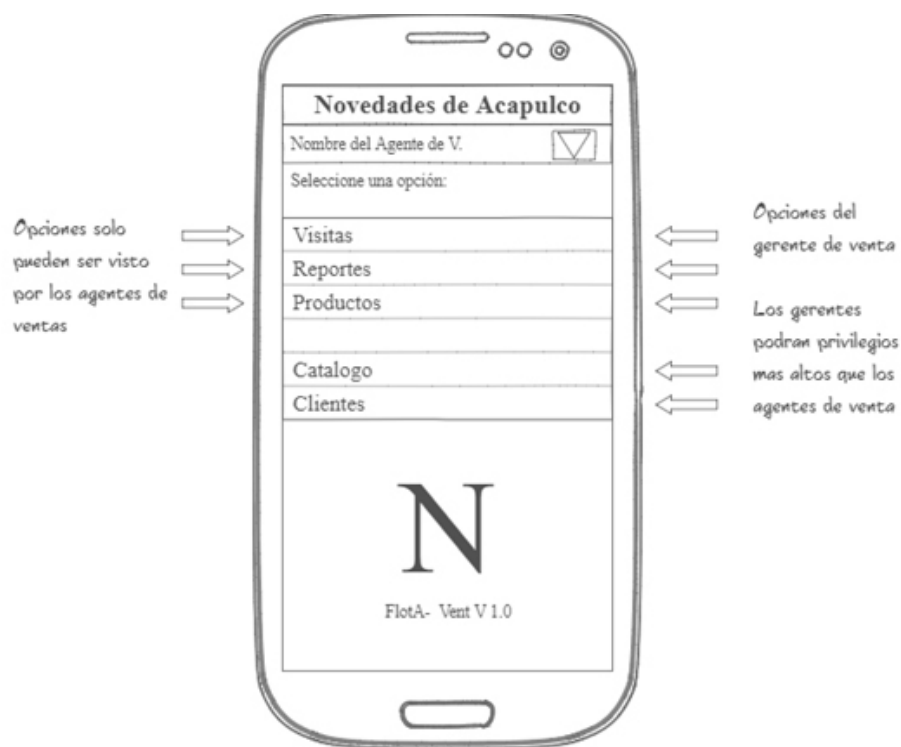 Novedades de Acapulco
Nombre del Agente de V.
Seleccione una opción:
Visitas
Reportes
Productos
Catalogo
Clientes
N
FlotA- Vent V 1.0
Opciones solo
pueden ser visto
por los agentes de
ventas
Opciones del
gerente de venta
Los gerentes
podran privilegios
mas altos que los
agentes de venta